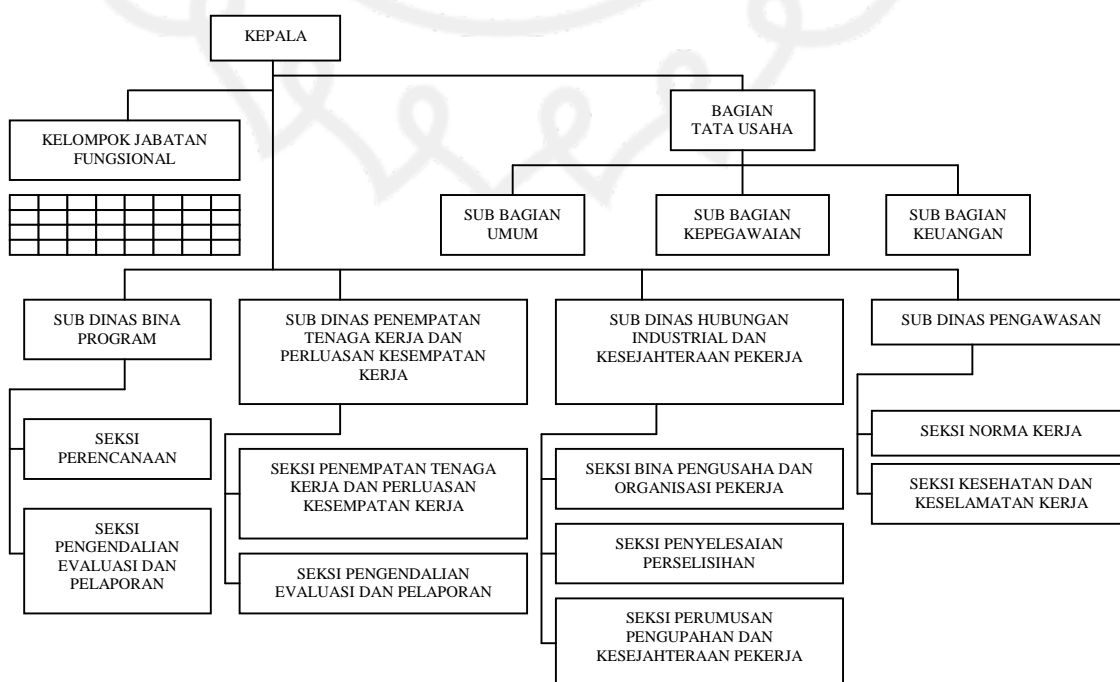 KEPALA
BAGIAN
TATA USAHA
KELOMPOK JABATAN
FUNGSIONAL
SUB BAGIAN
UMUM
SUB BAGIAN
KEPEGAWAIAN
SUB BAGIAN
KEUANGAN
SUB DINAS BINA
PROGRAM
SUB DINAS PENEMPATAN
TENAGA KERJA DAN
PERLUASAN KESEMPATAN
KERJA
SUB DINAS HUBUNGAN
INDUSTRIAL DAN
KESEJAHTERAAN PEKERJA
SUB DINAS PENGAWASAN
SEKSI
PERENCANAAN
SEKSI
PENGENDALIAN
EVALUASI DAN
PELAPORAN
SEKSI PENEMPATAN TENAGA
KERJA DAN PERLUASAN
KESEMPATAN KERJA
SEKSI PENGENDALIAN
EVALUASI DAN PELAPORAN
SEKSI BINA PENGUSAHA DAN
ORGANISASI PEKERJA
SEKSI PENYELESAIAN
PERSELISIHAN
SEKSI PERUMUSAN
PENGUPAHAN DAN
KESEJAHTERAAN PEKERJA
SEKSI NORMA KERJA
SEKSI KESEHATAN DAN
KESELAMATAN KERJA